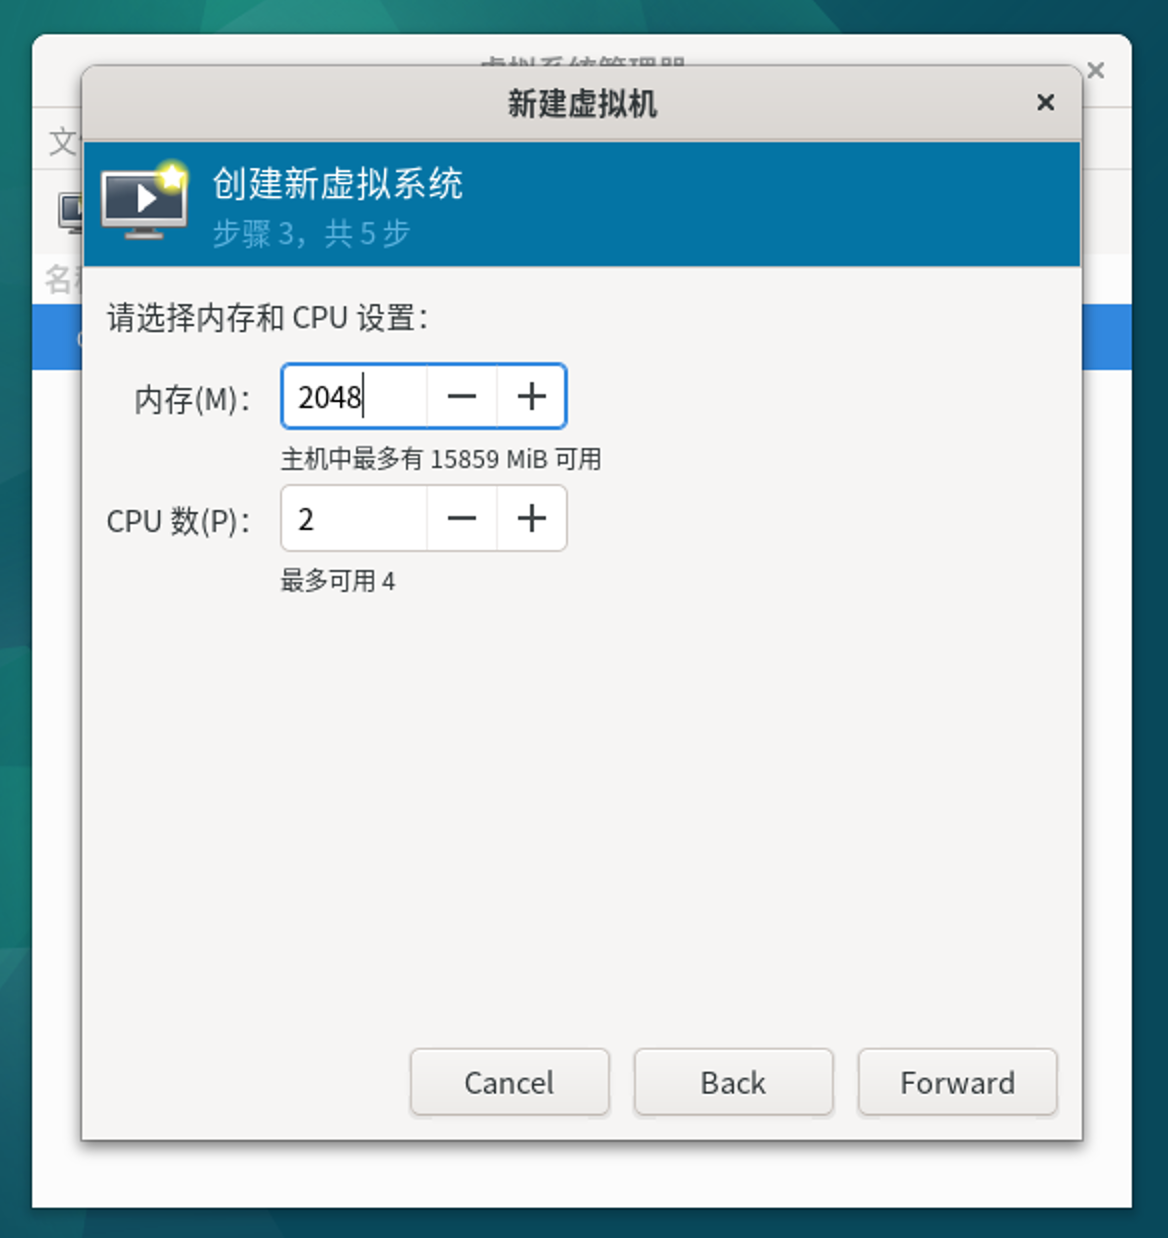 虚拟系统管理器
新建虚拟机
文
创建新虚拟系统
步骤 3，共 5 步
名
请选择内存和 CPU 设置：
内存(M)： 2048
主机中最多有 15859 MiB 可用
CPU 数(P)： 2
最多可用 4
Cancel Back Forward